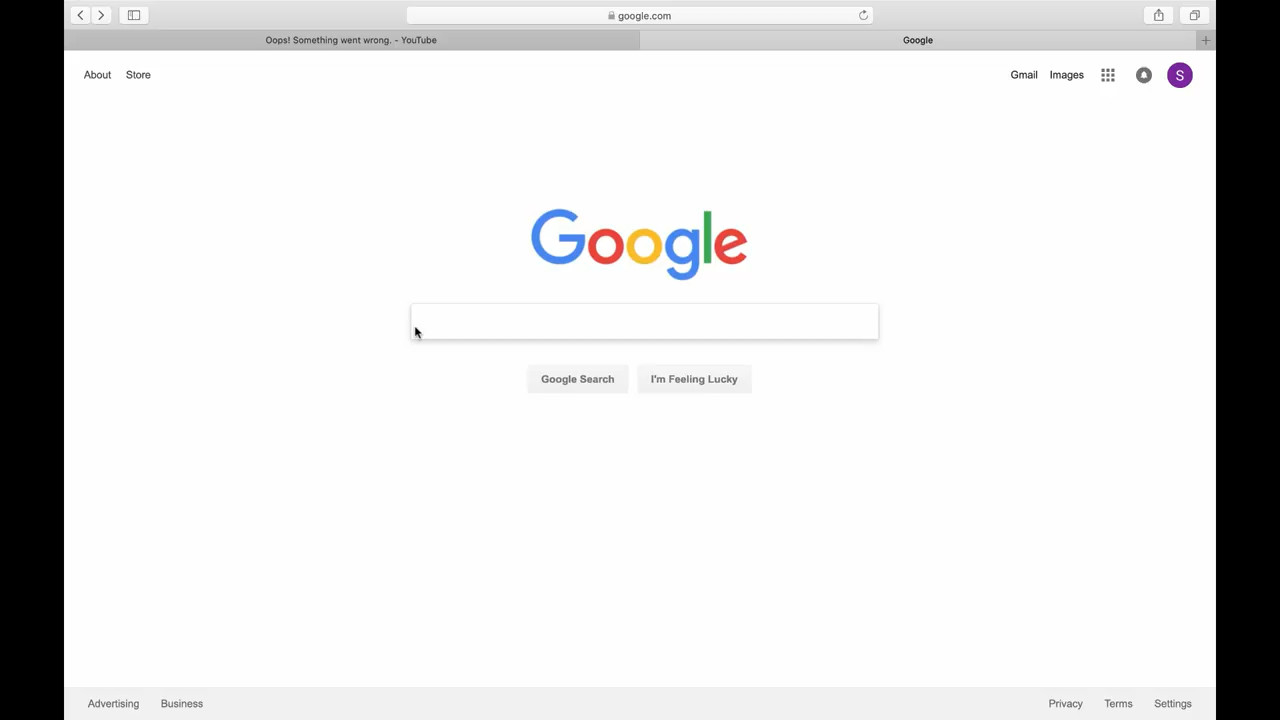 google.com
Oops! Something went wrong. - YouTube
Google
About Store
Gmail Images
S
Google
Google Search
I'm Feeling Lucky
Advertising Business
Privacy Terms Settings